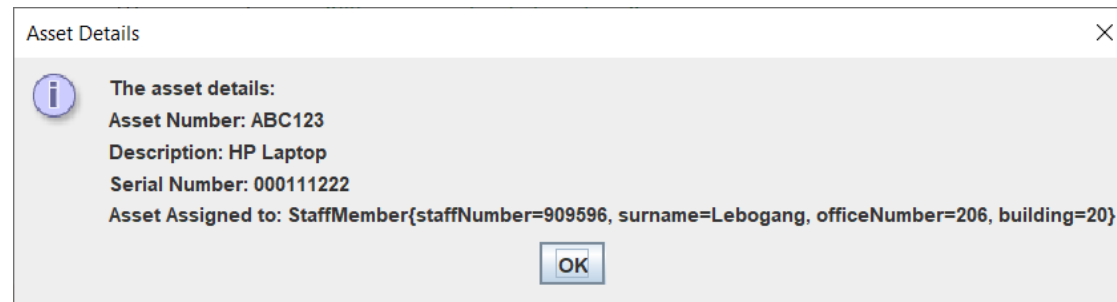 Asset Details
The asset details:
Asset Number: ABC123
Description: HP Laptop
Serial Number: 000111222
Asset Assigned to: StaffMember{staffNumber=909596, surname=Lebogang, officeNumber=206, building=20}
OK